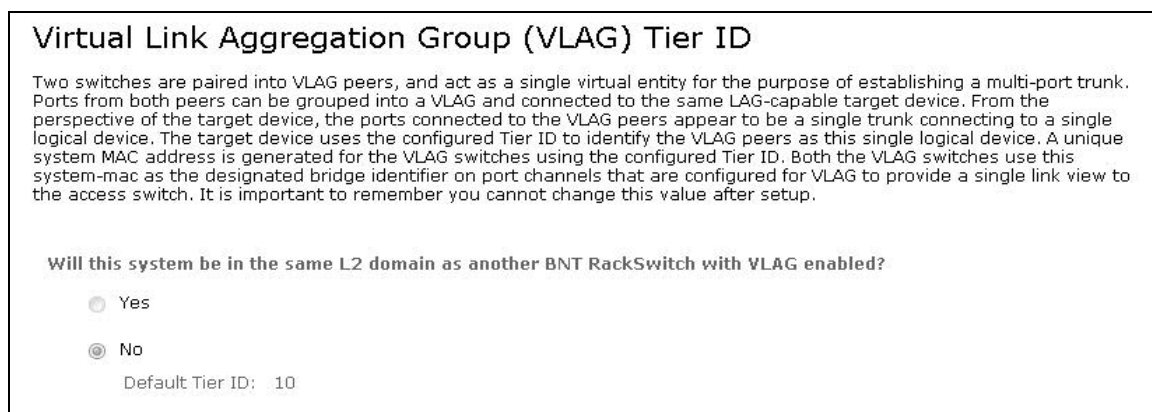 Virtual Link Aggregation Group (VLAG) Tier ID
Two switches are paired into VLAG peers, and act as a single virtual entity for the purpose of establishing a multi-port trunk.
Ports from both peers can be grouped into a VLAG and connected to the same LAG-capable target device. From the
perspective of the target device, the ports connected to the VLAG peers appear to be a single trunk connecting to a single
logical device. The target device uses the configured Tier ID to identify the VLAG peers as this single logical device. A unique
system MAC address is generated for the VLAG switches using the configured Tier ID. Both the VLAG switches use this
system-mac as the designated bridge identifier on port channels that are configured for VLAG to provide a single link view to
the access switch. It is important to remember you cannot change this value after setup.
Will this system be in the same L2 domain as another BNT RackSwitch with VLAG enabled?
Yes
No
Default Tier ID: 10